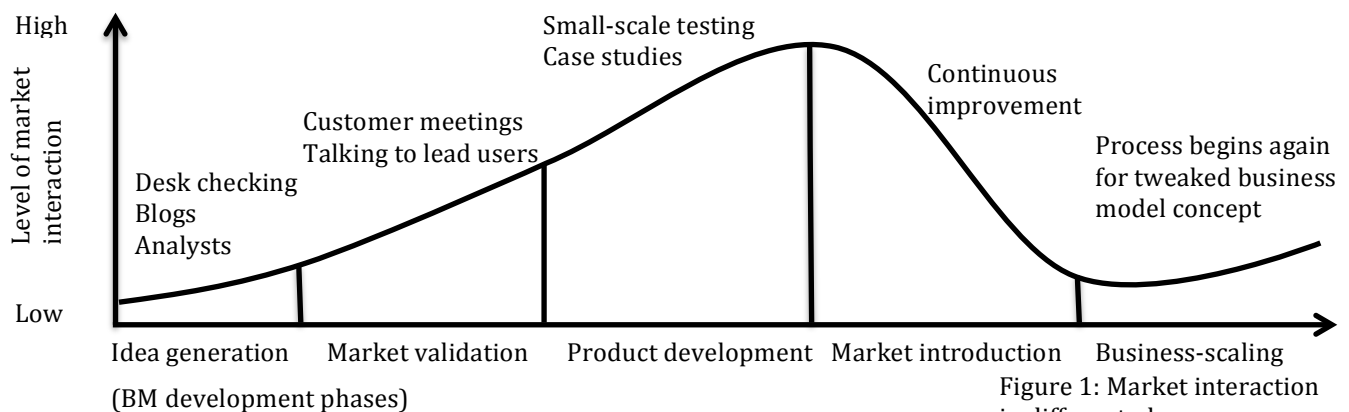 High
Level of market
interaction
Low
Desk checking
Blogs
Analysts
Customer meetings
Talking to lead users
Small-scale testing
Case studies
Continuous
improvement
Process begins again
for tweaked business
model concept
Idea generation
Market validation
Product development
Market introduction
Business-scaling
(BM development phases)
Figure 1: Market interaction